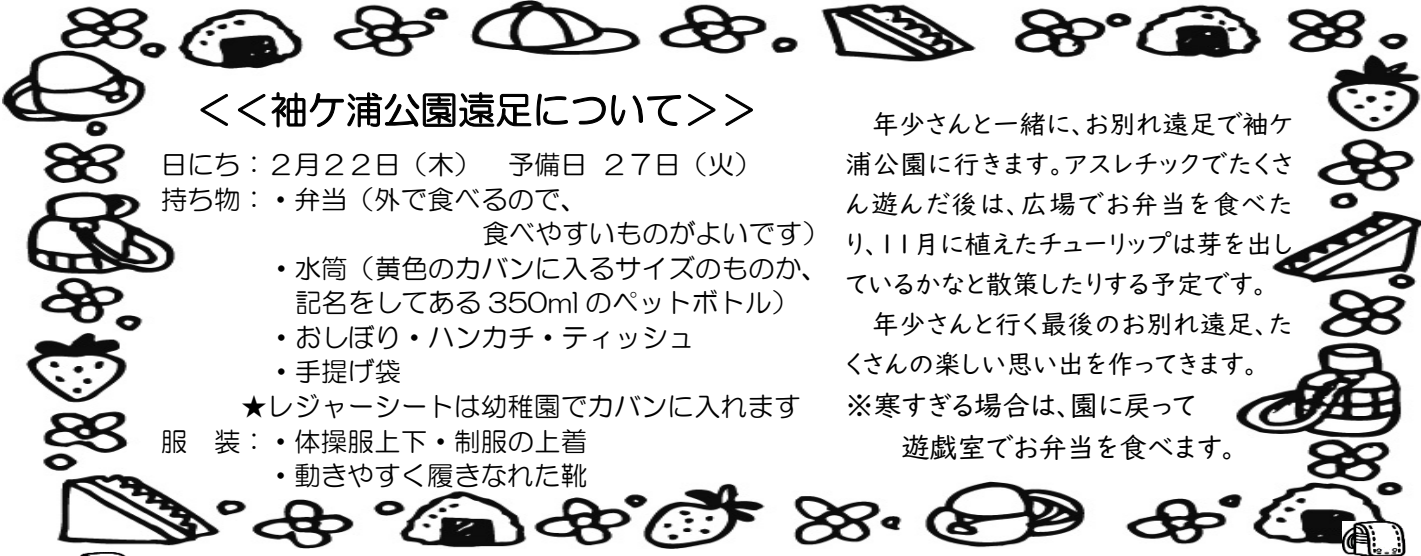 <<袖ケ浦公園遠足について>>
日にち：２月２２日（木）　予備日 ２７日（火）
持ち物：・弁当（外で食べるので、
食べやすいものがよいです）
・水筒（黄色のカバンに入るサイズのものか、
記名をしてある 350ml のペットボトル）
・おしぼり・ハンカチ・ティッシュ
・手提げ袋
★レジャーシートは幼稚園でカバンに入れます
服　装：・体操服上下・制服の上着
・動きやすく履きなれた靴
年少さんと一緒に、お別れ遠足で袖ケ
浦公園に行きます。アスレチックでたくさ
ん遊んだ後は、広場でお弁当を食べた
り、11月に植えたチューリップは芽を出し
ているかなと散策したりする予定です。
年少さんと行く最後のお別れ遠足、た
くさんの楽しい思い出を作ってきます。
※寒すぎる場合は、園に戻って
遊戯室でお弁当を食べます。